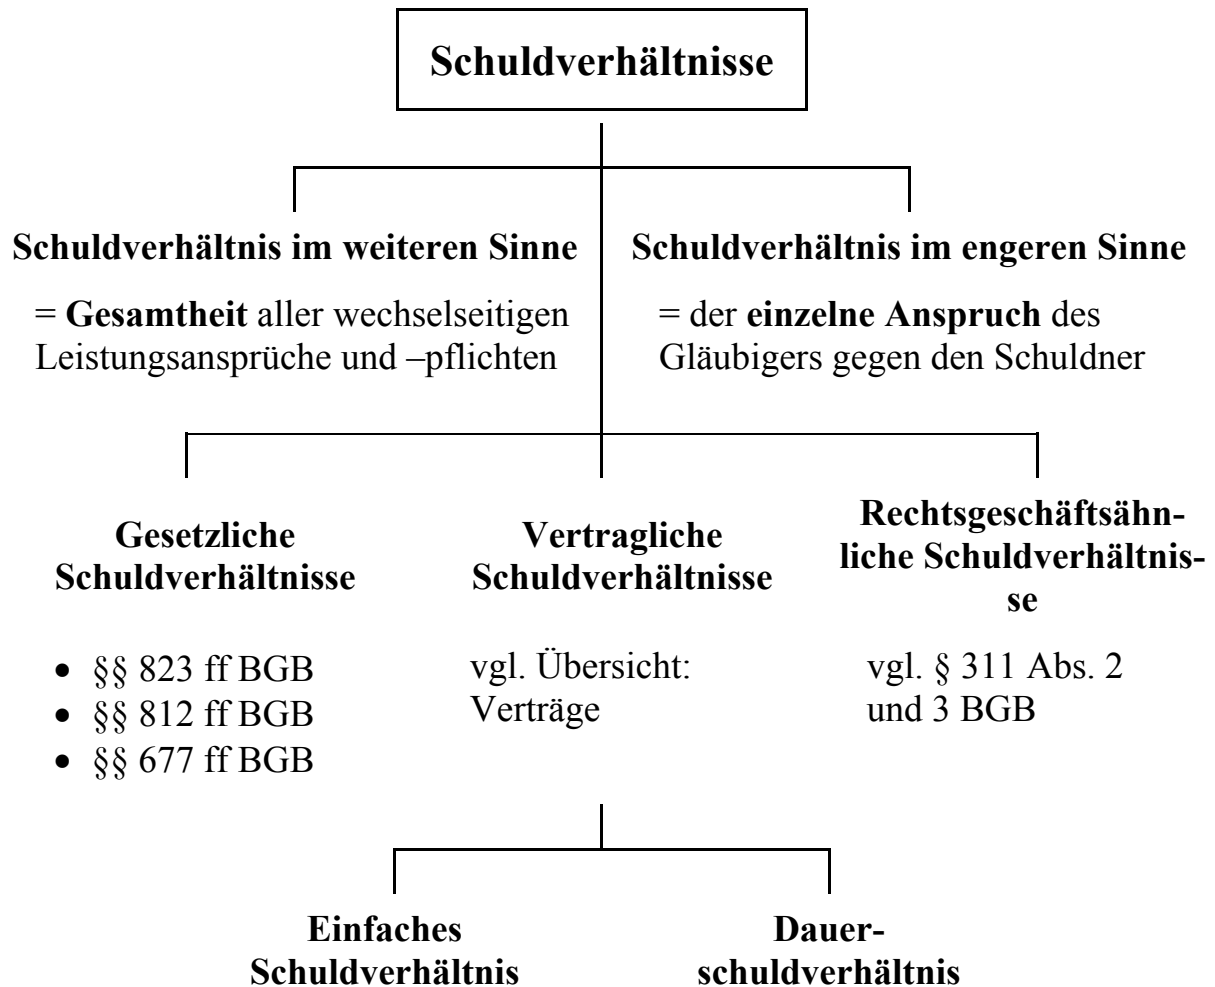 Schuldverhältnisse
Schuldverhältnis im weiteren Sinne
= Gesamtheit aller wechselseitigen
Leistungsansprüche und –pflichten
Schuldverhältnis im engeren Sinne
= der einzelne Anspruch des
Gläubigers gegen den Schuldner
Gesetzliche
Schuldverhältnisse
• §§ 823 ff BGB
• §§ 812 ff BGB
• §§ 677 ff BGB
Vertragliche
Schuldverhältnisse
vgl. Übersicht:
Verträge
Rechtsgeschäftsähn-
liche Schuldverhältnis-
se
vgl. § 311 Abs. 2
und 3 BGB
Einfaches
Schuldverhältnis
Dauer-
schuldverhältnis